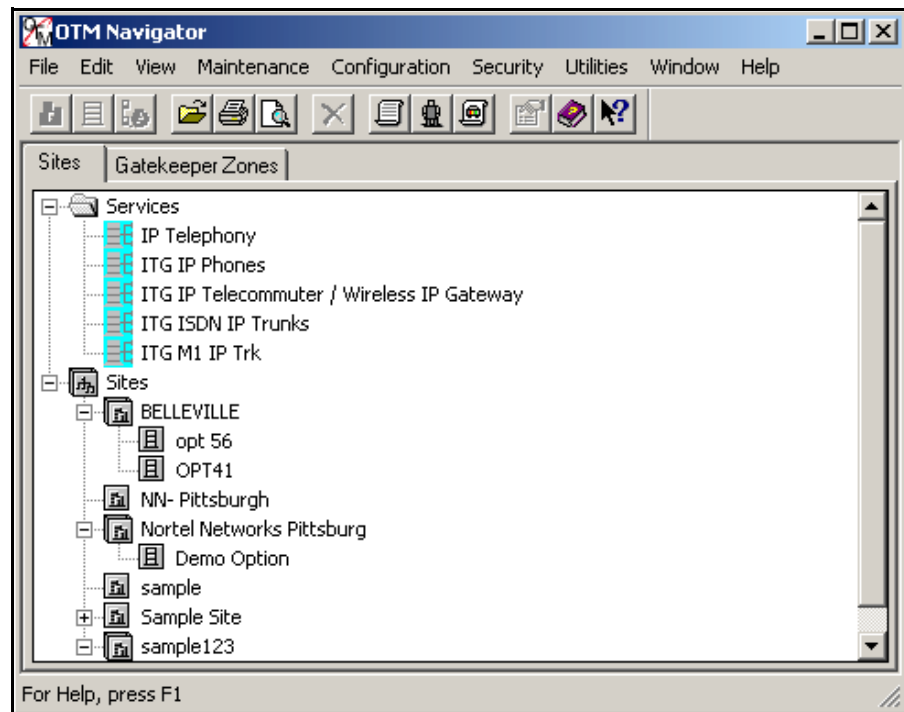 OTM Navigator
File Edit View Maintenance Configuration Security Utilities Window Help
Sites Gatekeeper Zones
Services
IP Telephony
ITG IP Phones
ITG IP Telecommuter / Wireless IP Gateway
ITG ISDN IP Trunks
ITG M1 IP Trk
Sites
BELLEVILLE
opt 56
OPT41
NN- Pittsburgh
Nortel Networks Pittsburg
Demo Option
sample
Sample Site
sample123
For Help, press F1